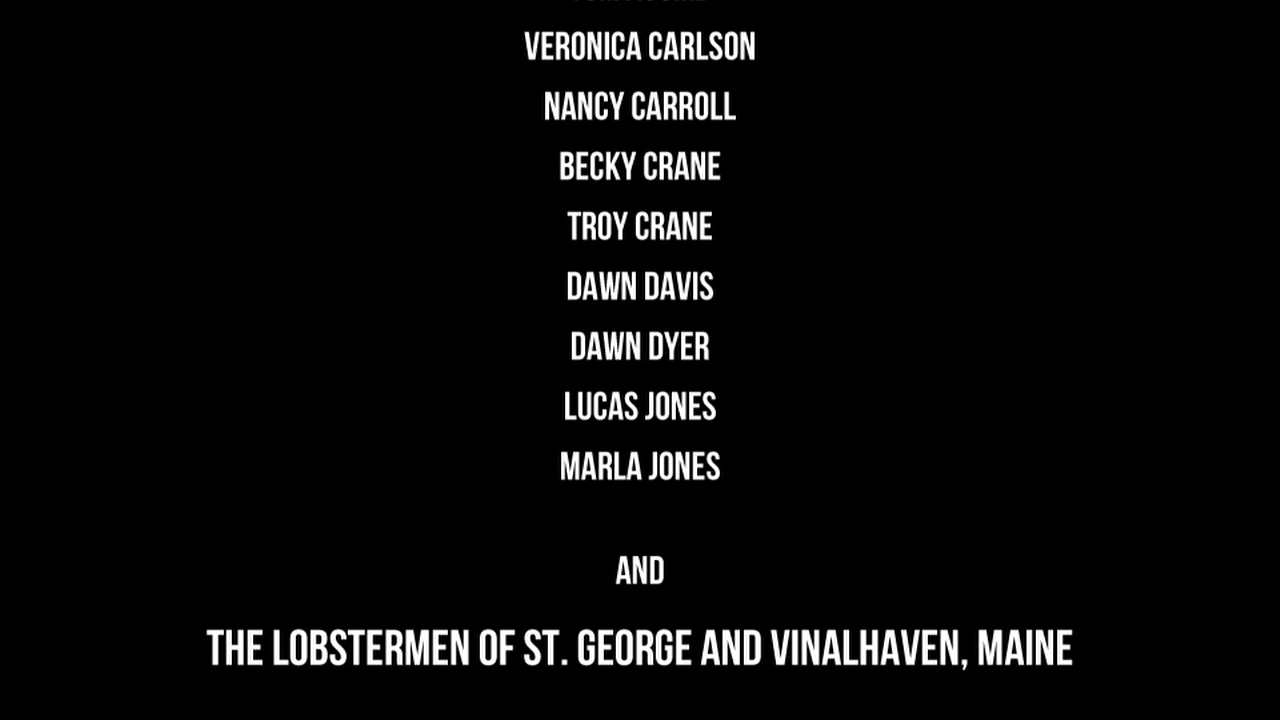 VERONICA CARLSON
NANCY CARROLL
BECKY CRANE
TROY CRANE
DAWN DAVIS
DAWN DYER
LUCAS JONES
MARLA JONES
AND
THE LOBSTERMEN OF ST. GEORGE AND VINALHAVEN, MAINE